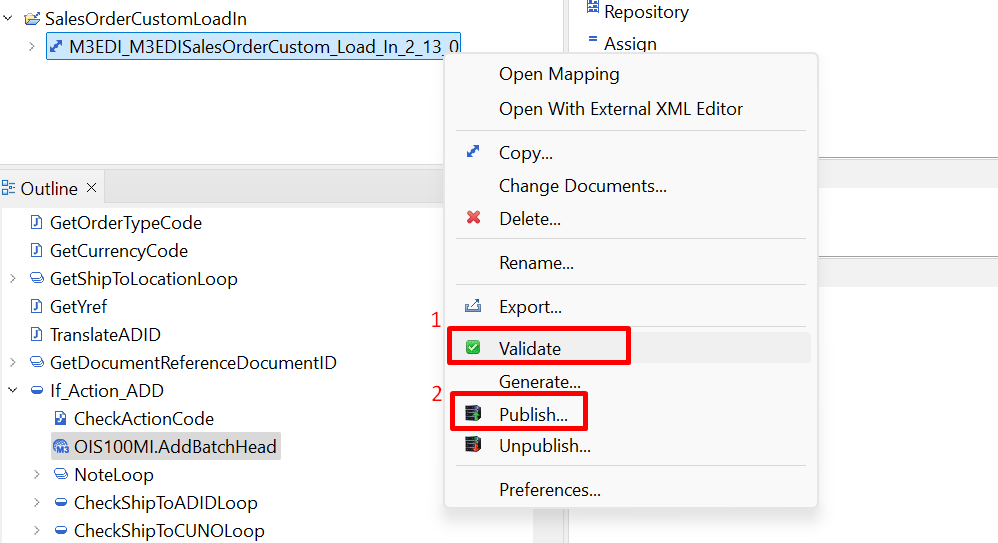 SalesOrderCustomLoadIn
M3EDI_M3EDISalesOrderCustom_Load_In_2_13_0
Repository
Assign
Open Mapping
Open With External XML Editor
Copy...
Change Documents...
Delete...
Rename...
Export...
1
Validate
Generate...
2
Publish...
Unpublish...
Preferences...
Outline
GetOrderTypeCode
GetCurrencyCode
GetShipToLocationLoop
GetYref
TranslateADID
GetDocumentReferenceDocumentID
If_Action_ADD
CheckActionCode
M3 OIS100MI.AddBatchHead
NoteLoop
CheckShipToADIDLoop
CheckShipToCUNOLoop